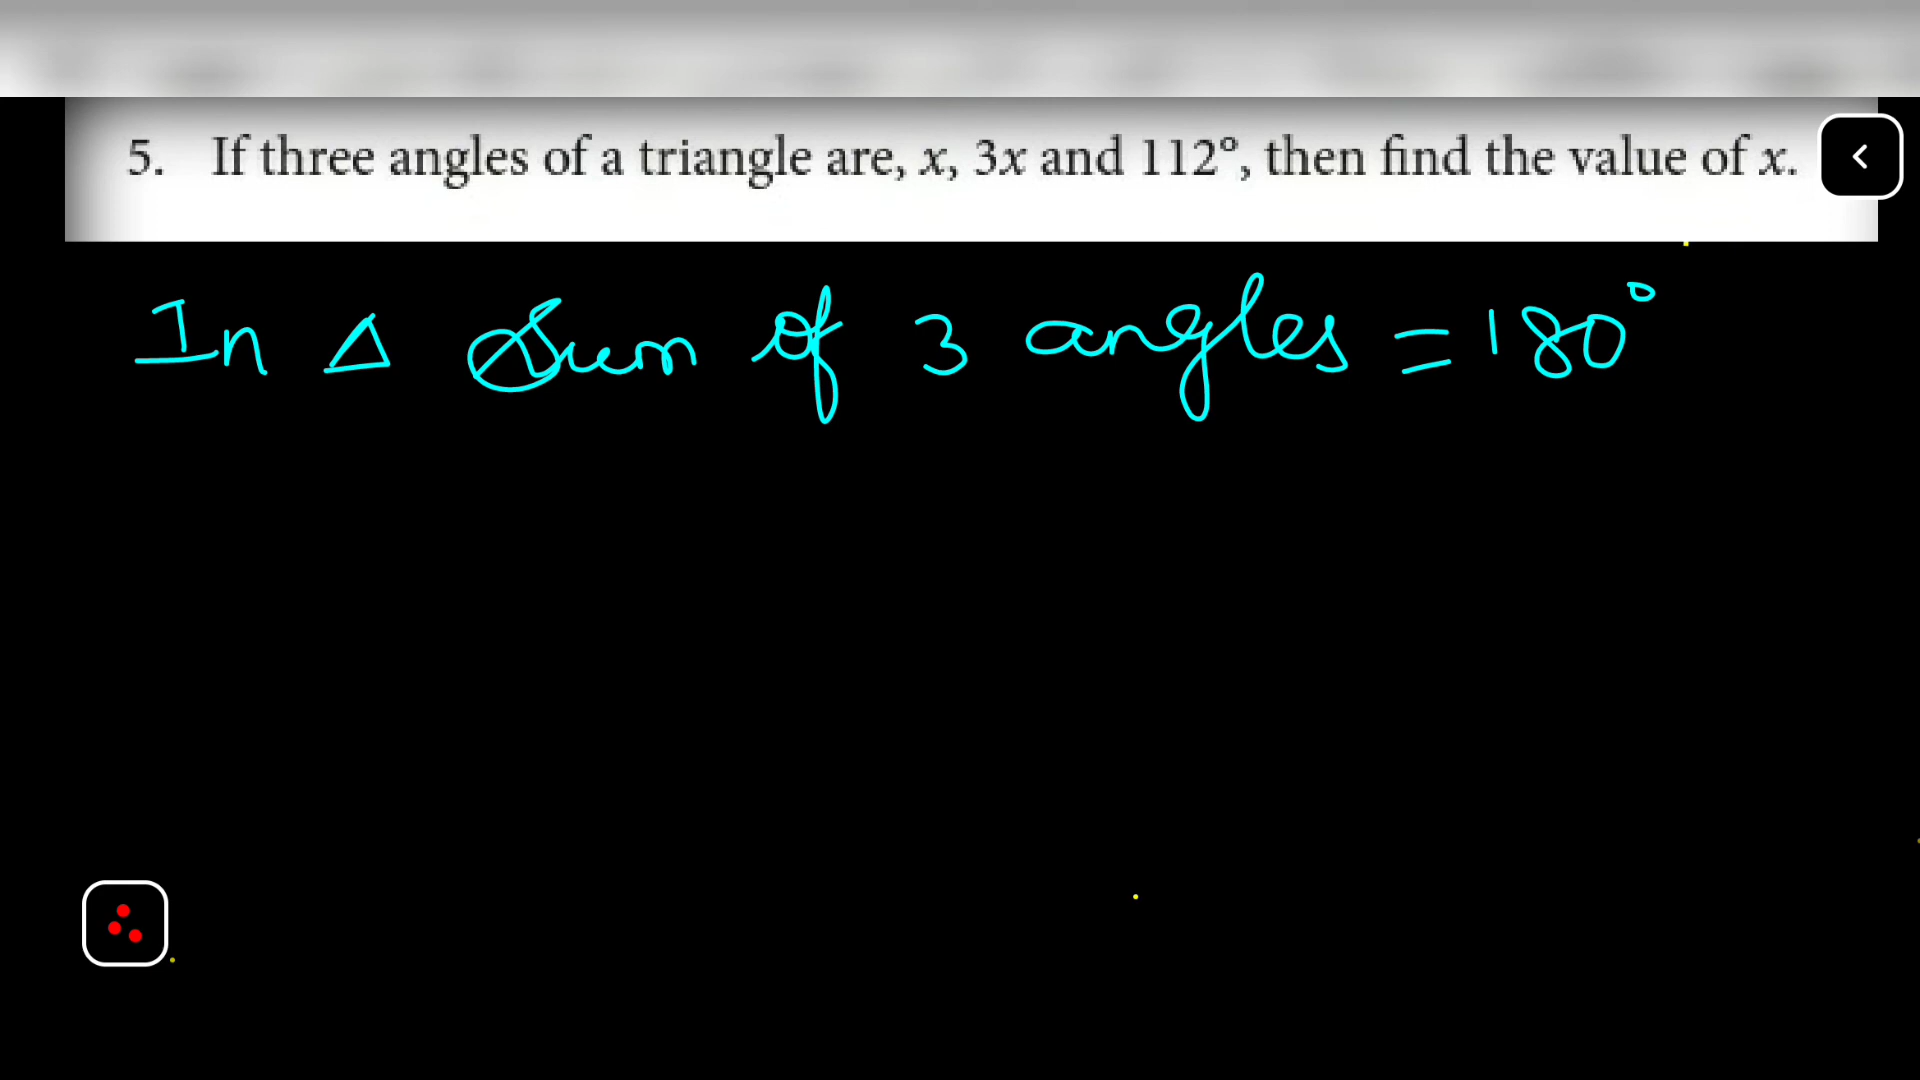 5. If three angles of a triangle are, x, 3x and 112°, then find the value of x.
In Δ Sum of 3 angles = 180°